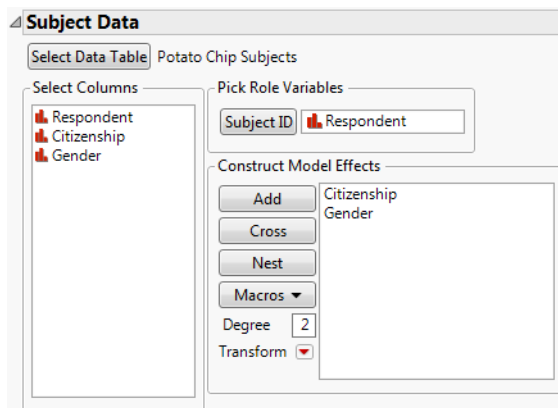 Subject Data
Select Data Table Potato Chip Subjects
Select Columns
Respondent
Citizenship
Gender
Pick Role Variables
Subject ID Respondent
Construct Model Effects
Add
Cross
Nest
Macros
Degree 2
Transform
Citizenship
Gender